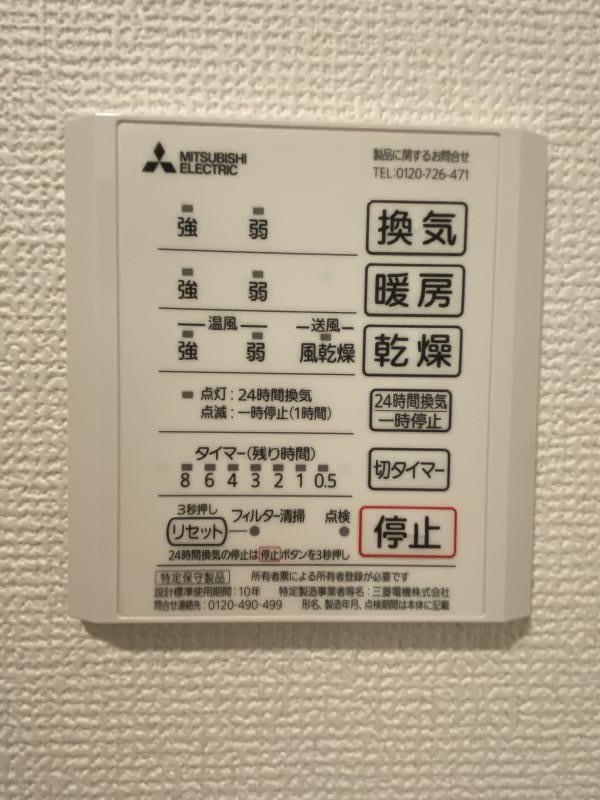 MITSUBISHI
ELECTRIC
製品に関するお問合せ
TEL:0120-726-471
強 弱 換気
強 弱 暖房
温風 送風
強 弱 風乾燥 乾燥
点灯：24時間換気
点滅：一時停止(1時間)
24時間換気
一時停止
タイマー(残り時間)
8 6 4 3 2 1 0.5
切タイマー
3秒押し
リセット フィルター清掃 点検
停止
24時間換気の停止は停止ボタンを3秒押し
特定保守製品 所有者票による所有者登録が必要です
設計標準使用期間：10年 特定製造事業者等名：三菱電機株式会社
問合せ連絡先：0120-490-499 形名、製造年月、点検期間は本体に記載